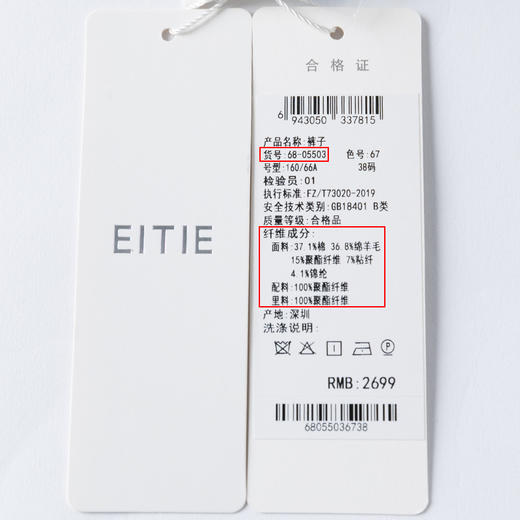 EITIE
合格证
6 943050 337815
产品名称:裤子
货号:68-05503 色号:67
号型:160/66A 38码
检验员:01
执行标准:FZ/T73020-2019
安全技术类别:GB18401 B类
质量等级:合格品
纤维成分:
面料:37.1%棉 36.8%绵羊毛
15%聚酯纤维 7%粘纤
4.1%锦纶
配料:100%聚酯纤维
里料:100%聚酯纤维
产地:深圳
洗涤说明:
P
RMB:2699
68055036738